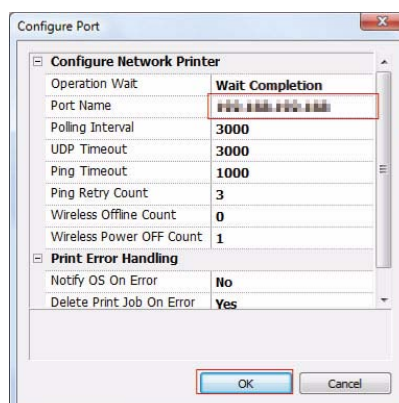 Configure Port
Configure Network Printer
Operation Wait Wait Completion
Port Name
Polling Interval 3000
UDP Timeout 3000
Ping Timeout 1000
Ping Retry Count 3
Wireless Offline Count 0
Wireless Power OFF Count 1
Print Error Handling
Notify OS On Error No
Delete Print Job On Error Yes
OK Cancel